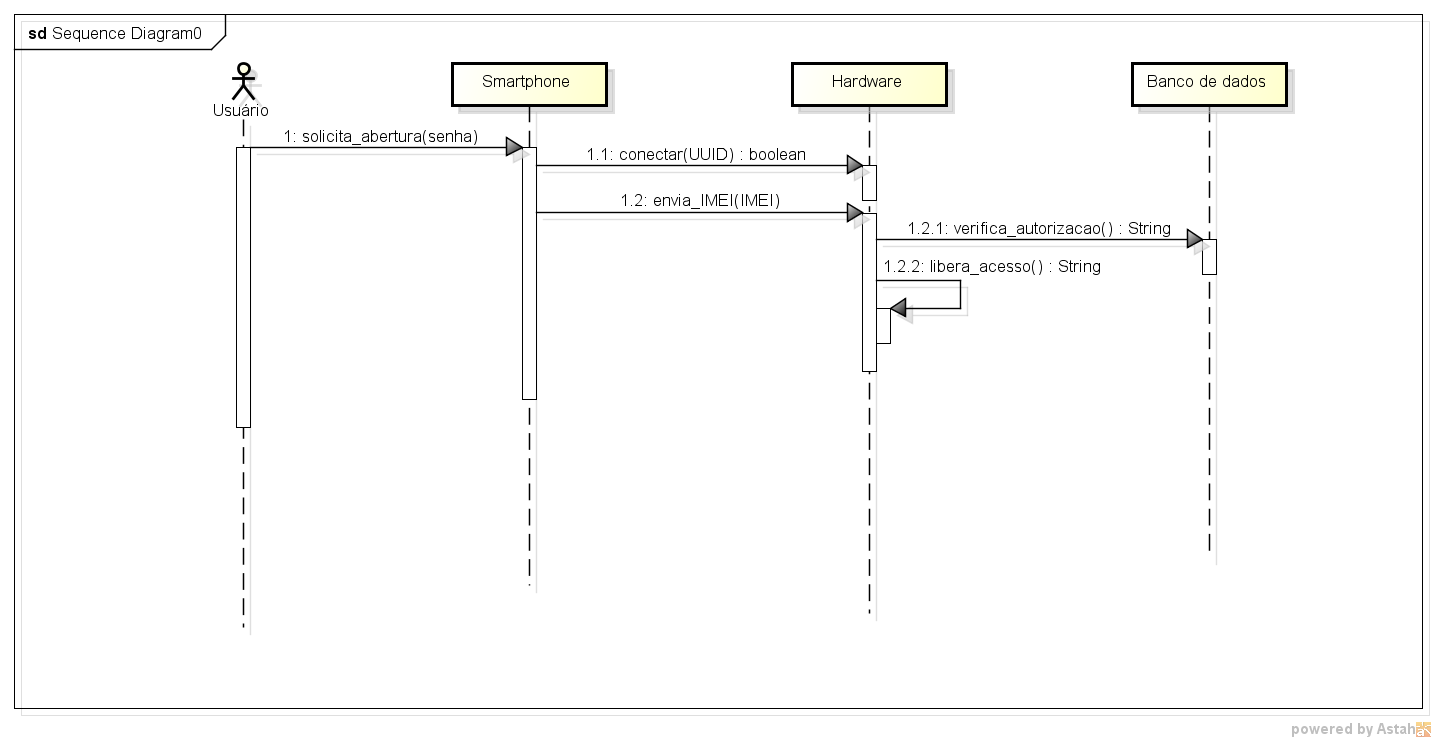 sd Sequence Diagram0
Usuário
Smartphone
Hardware
Banco de dados
1: solicita_abertura(senha)
1.1: conectar(UUID) : boolean
1.2: envia_IMEI(IMEI)
1.2.1: verifica_autorizacao() : String
1.2.2: libera_acesso() : String
powered by Astah